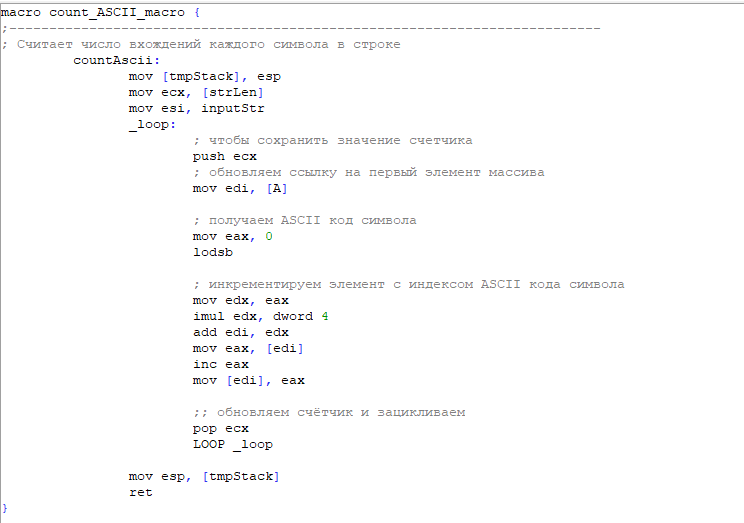 macro count_ASCII_macro {
;--------------------------------------------------------------------------
; Считает число вхождений каждого символа в строке
countAscii:
mov [tmpStack], esp
mov ecx, [strLen]
mov esi, inputStr
_loop:
; чтобы сохранить значение счетчика
push ecx
; обновляем ссылку на первый элемент массива
mov edi, [A]
; получаем ASCII код символа
mov eax, 0
lodsb
; инкрементируем элемент с индексом ASCII кода символа
mov edx, eax
imul edx, dword 4
add edi, edx
mov eax, [edi]
inc eax
mov [edi], eax
;; обновляем счётчик и зацикливаем
pop ecx
LOOP _loop
mov esp, [tmpStack]
ret
}